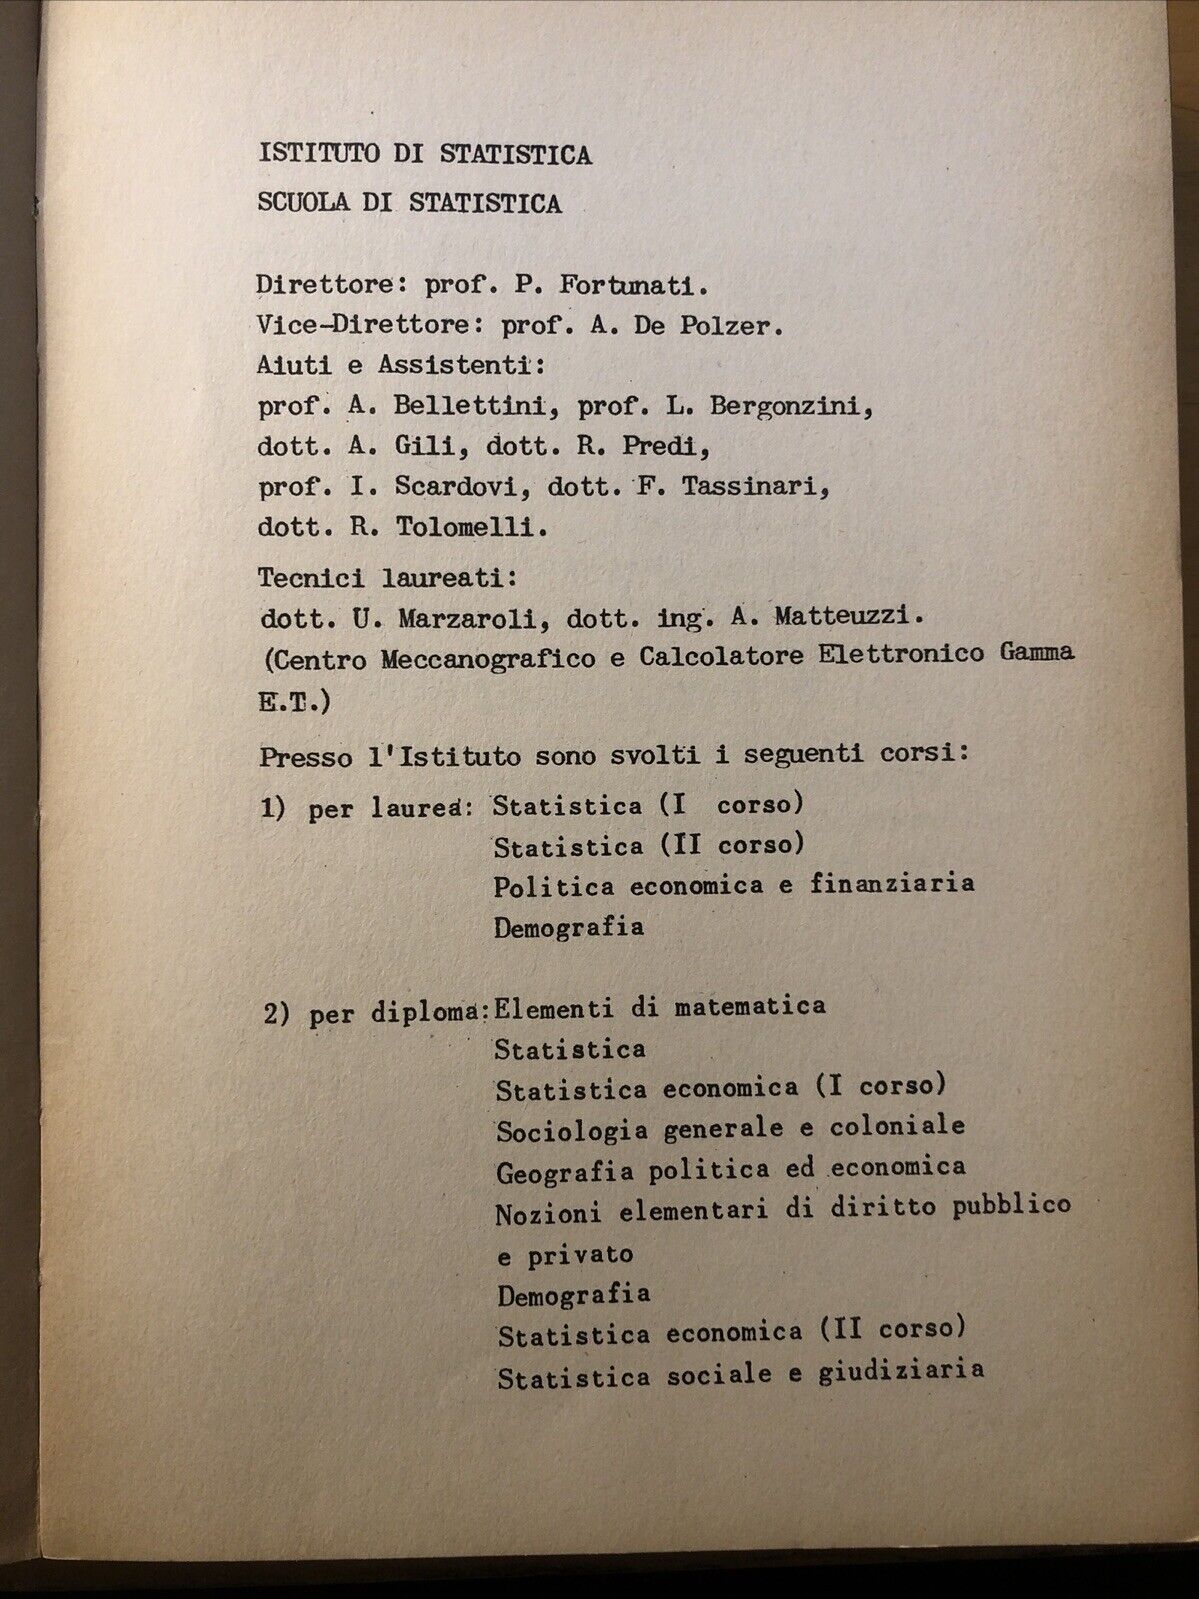 ISTITUTO DI STATISTICA
SCUOLA DI STATISTICA
Direttore: prof. P. Fortunati.
Vice-Direttore: prof. A. De Polzer.
Aiuti e Assistenti:
prof. A. Bellettini, prof. L. Bergonzini,
dott. A. Gili, dott. R. Predi,
prof. I. Scardovi, dott. F. Tassinari,
dott. R. Tolomelli.
Tecnici laureati:
dott. U. Marzaroli, dott. ing. A. Matteuzzi.
(Centro Meccanografico e Calcolatore Elettronico Gamma
E.T.)
Presso l'Istituto sono svolti i seguenti corsi:
1) per laurea: Statistica (I corso)
Statistica (II corso)
Politica economica e finanziaria
Demografia
2) per diploma: Elementi di matematica
Statistica
Statistica economica (I corso)
Sociologia generale e coloniale
Geografia politica ed economica
Nozioni elementari di diritto pubblico
e privato
Demografia
Statistica economica (II corso)
Statistica sociale e giudiziaria